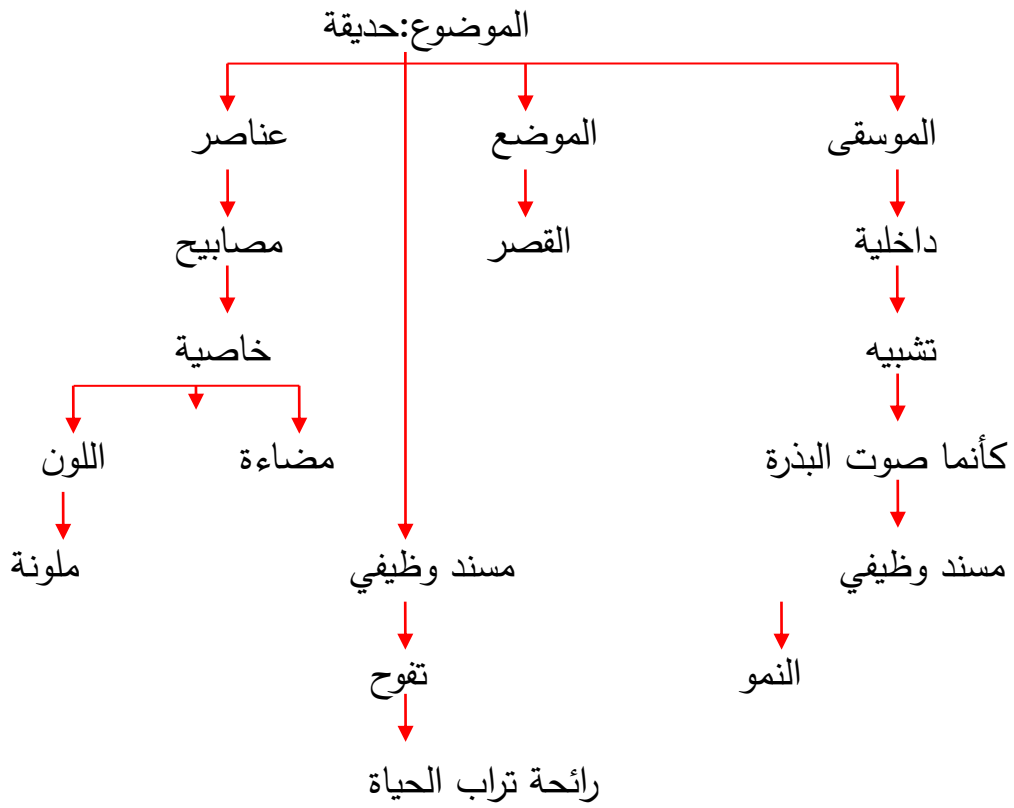 الموضوع:حديقة
الموسقى
الموضع
عناصر
داخلية
القصر
مصابيح
تشبيه
خاصية
كأنما صوت البذرة
مضاءة
اللون
مسند وظيفي
مسند وظيفي
ملونة
النمو
تفوح
رائحة تراب الحياة